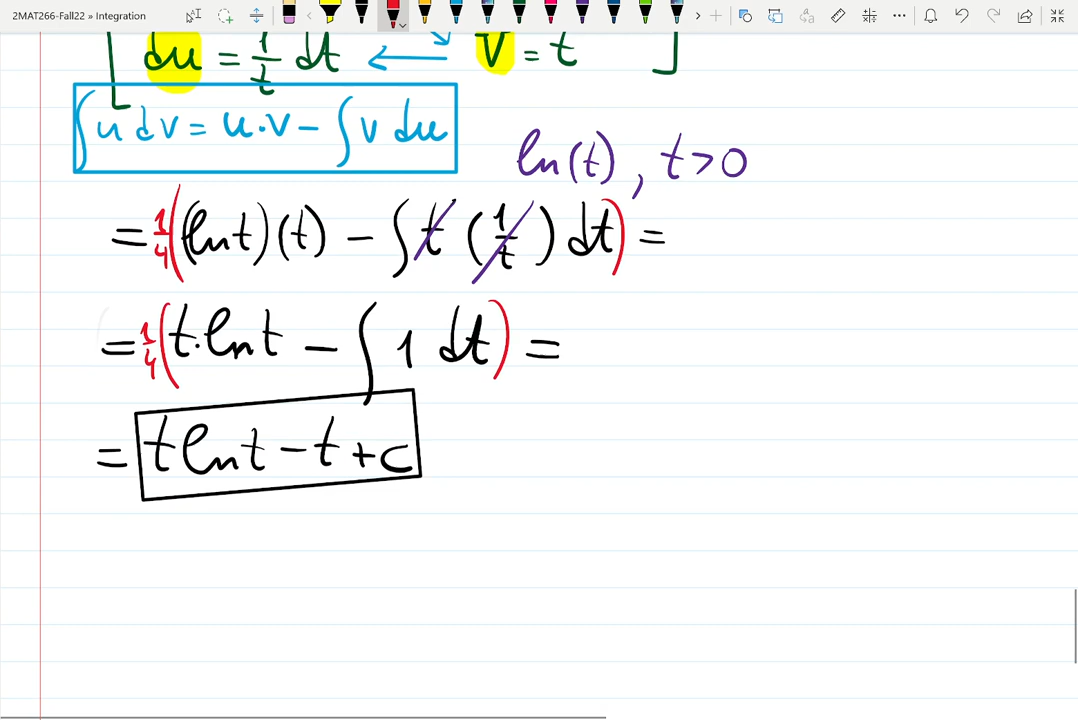 2MAT266-Fall22 » Integration
du = 1/t dt ← V = t
∫u dv = u·v − ∫v du
ln(t), t>0
= 1/4((ln t)(t) − ∫t (1/t) dt) =
= 1/4(t·ln t − ∫1 dt) =
= t ln t − t + c